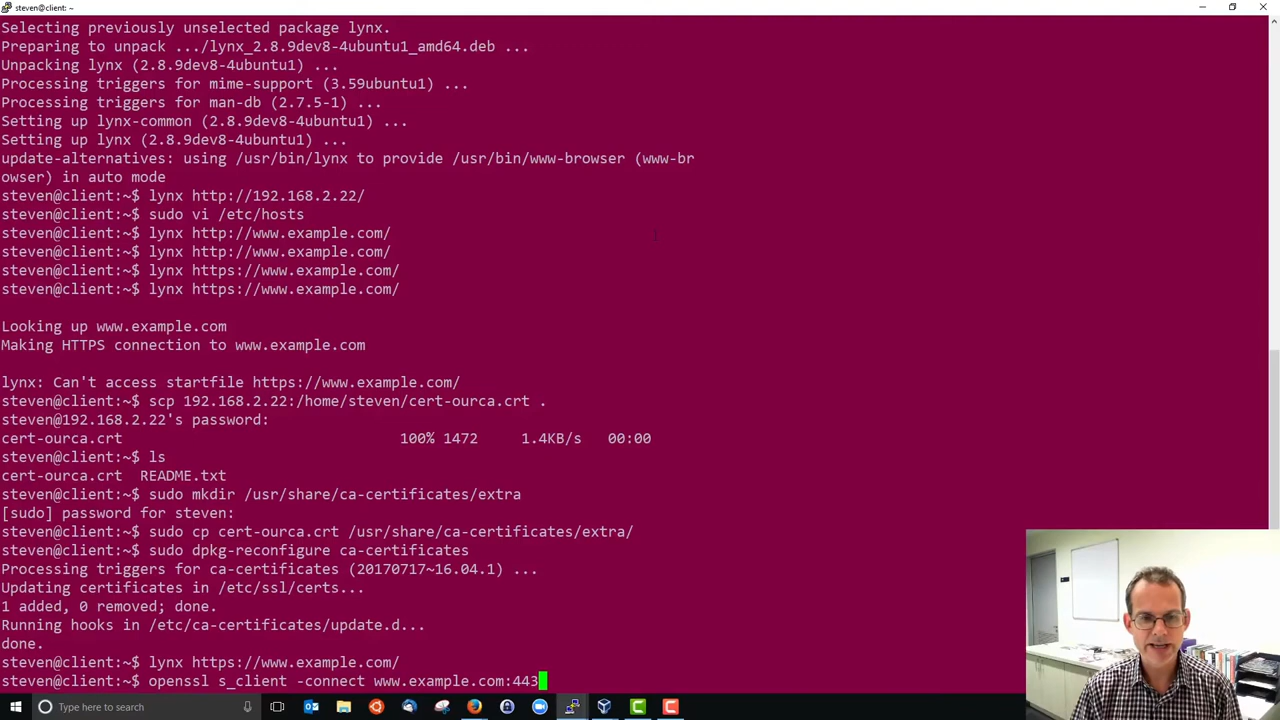 steven@client: ~
Selecting previously unselected package lynx.
Preparing to unpack .../lynx_2.8.9dev8-4ubuntu1_amd64.deb ...
Unpacking lynx (2.8.9dev8-4ubuntu1) ...
Processing triggers for mime-support (3.59ubuntu1) ...
Processing triggers for man-db (2.7.5-1) ...
Setting up lynx-common (2.8.9dev8-4ubuntu1) ...
Setting up lynx (2.8.9dev8-4ubuntu1) ...
update-alternatives: using /usr/bin/lynx to provide /usr/bin/www-browser (www-br
owser) in auto mode
steven@client:~$ lynx http://192.168.2.22/
steven@client:~$ sudo vi /etc/hosts
steven@client:~$ lynx http://www.example.com/
steven@client:~$ lynx http://www.example.com/
steven@client:~$ lynx https://www.example.com/
steven@client:~$ lynx https://www.example.com/
Looking up www.example.com
Making HTTPS connection to www.example.com
lynx: Can't access startfile https://www.example.com/
steven@client:~$ scp 192.168.2.22:/home/steven/cert-ourca.crt .
steven@192.168.2.22's password:
cert-ourca.crt 100% 1472 1.4KB/s 00:00
steven@client:~$ ls
cert-ourca.crt README.txt
steven@client:~$ sudo mkdir /usr/share/ca-certificates/extra
[sudo] password for steven:
steven@client:~$ sudo cp cert-ourca.crt /usr/share/ca-certificates/extra/
steven@client:~$ sudo dpkg-reconfigure ca-certificates
Processing triggers for ca-certificates (20170717~16.04.1) ...
Updating certificates in /etc/ssl/certs...
1 added, 0 removed; done.
Running hooks in /etc/ca-certificates/update.d...
done.
steven@client:~$ lynx https://www.example.com/
steven@client:~$ openssl s_client -connect www.example.com:443
Type here to search